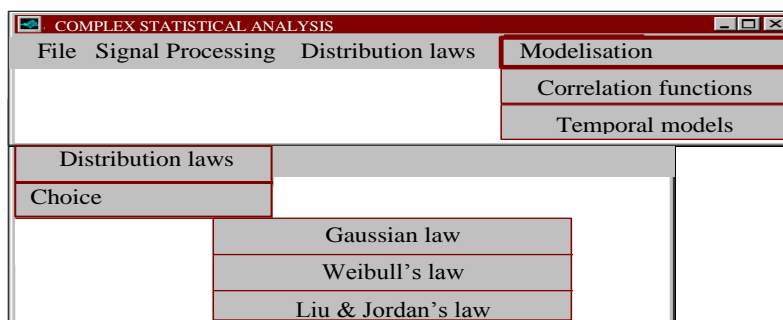 COMPLEX STATISTICAL ANALYSIS
File Signal Processing Distribution laws Modelisation
Correlation functions
Temporal models
Distribution laws
Choice
Gaussian law
Weibull's law
Liu & Jordan's law